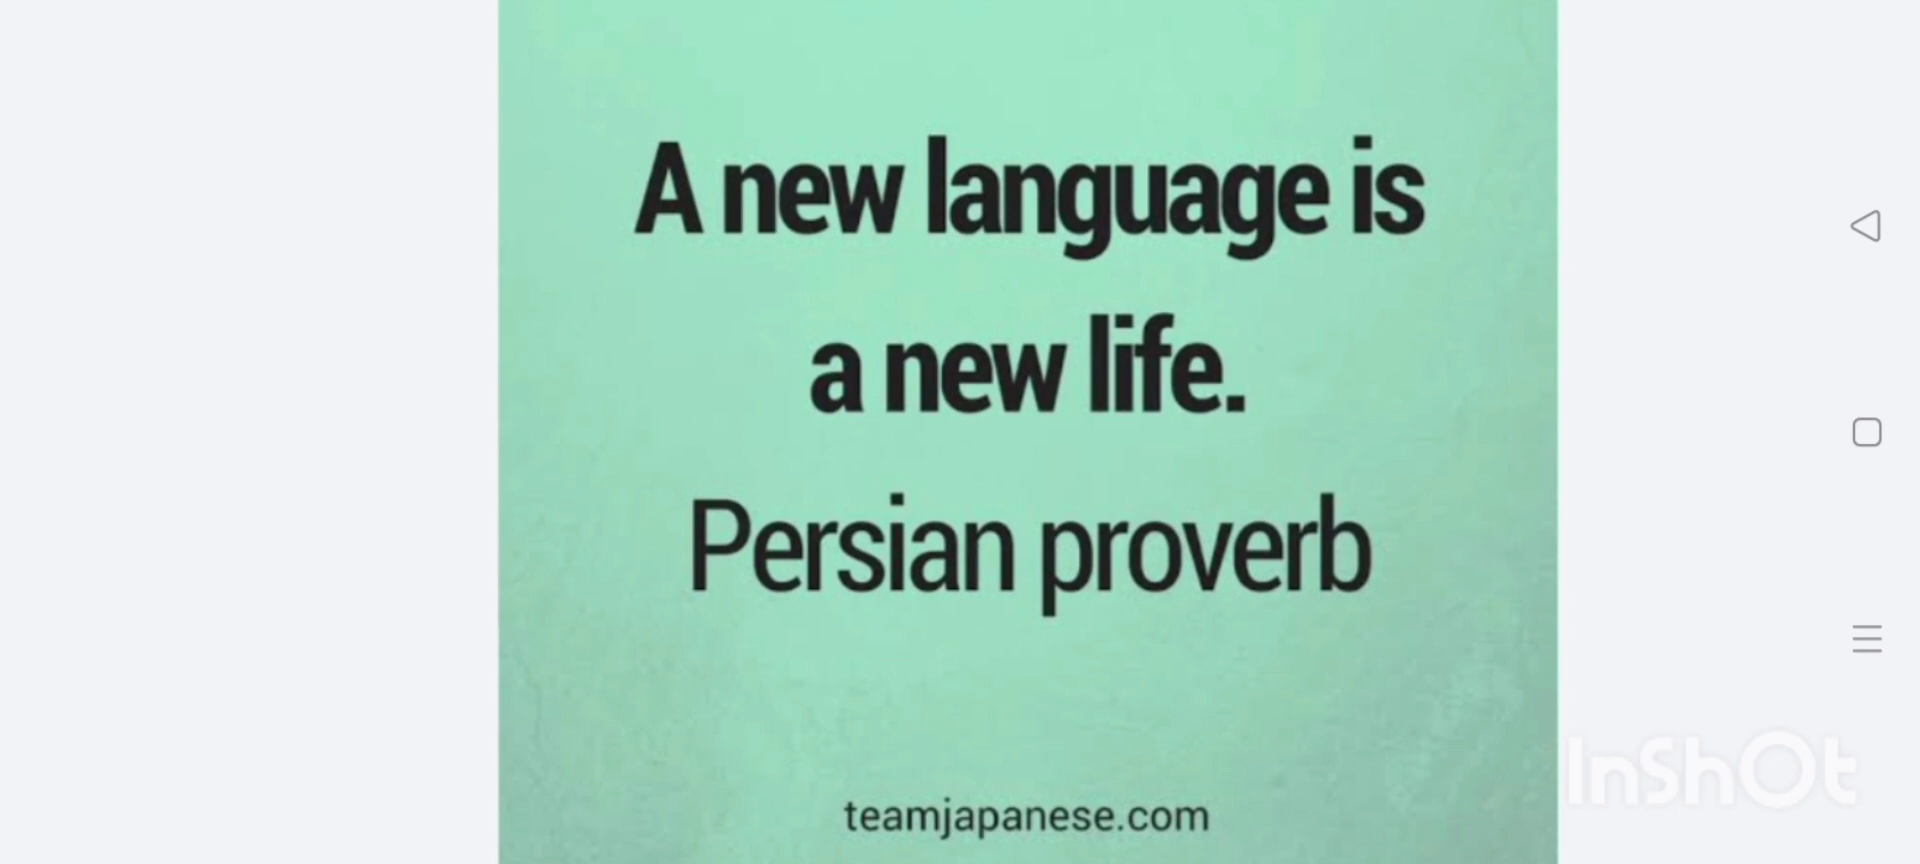 A new language is
a new life.
Persian proverb
teamjapanese.com
InShOt